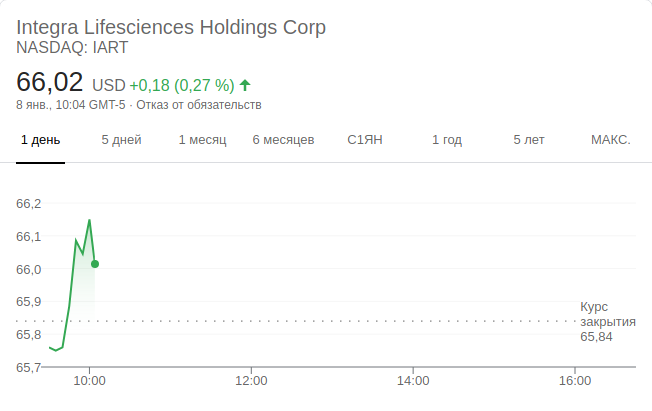 Integra Lifesciences Holdings Corp
NASDAQ: IART
66,02 USD +0,18 (0,27 %)
8 янв., 10:04 GMT-5 · Отказ от обязательств
1 день 5 дней 1 месяц 6 месяцев С1ЯН 1 год 5 лет МАКС.
66,2
66,1
66,0
65,9
65,8
65,7
Курс
закрытия
65,84
10:00 12:00 14:00 16:00